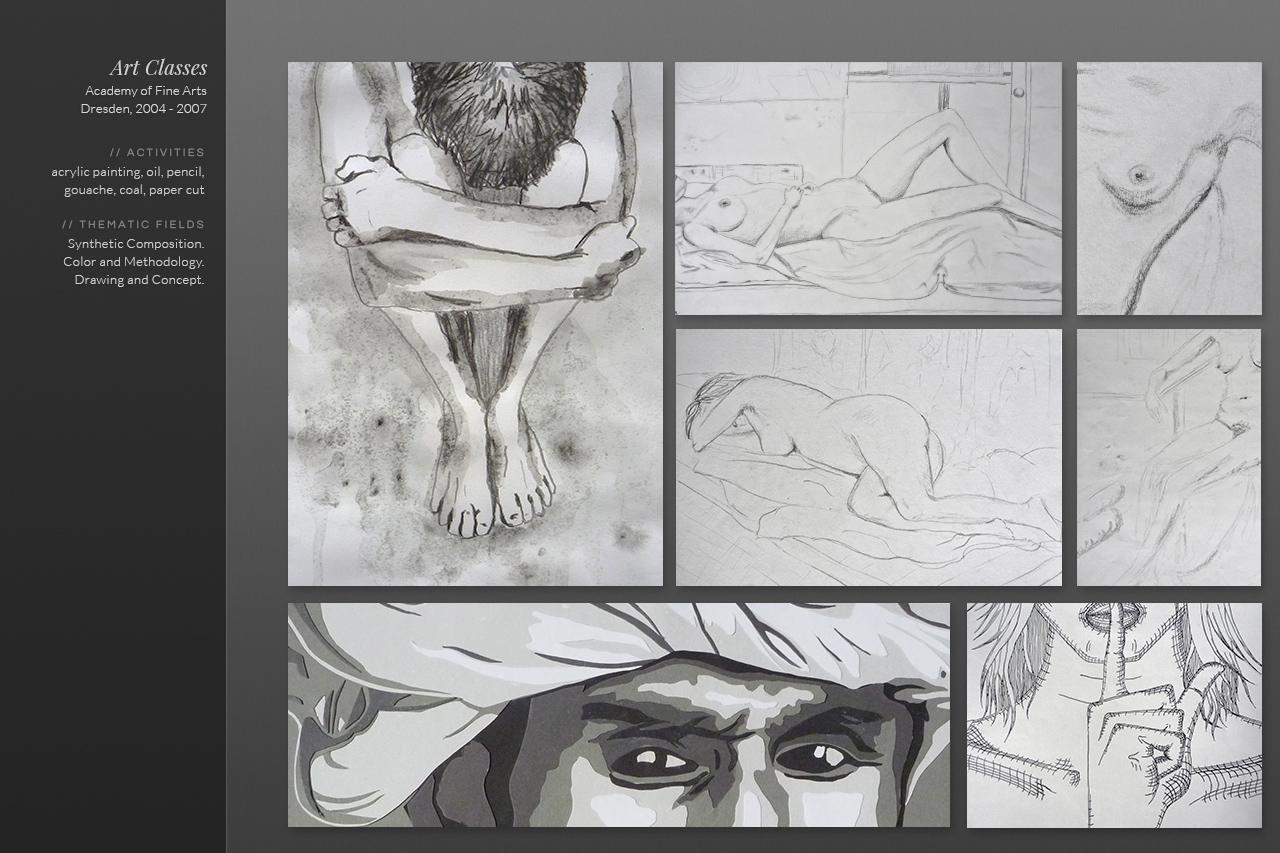 Art Classes
Academy of Fine Arts
Dresden, 2004 - 2007
// ACTIVITIES
acrylic painting, oil, pencil,
gouache, coal, paper cut
// THEMATIC FIELDS
Synthetic Composition.
Color and Methodology.
Drawing and Concept.